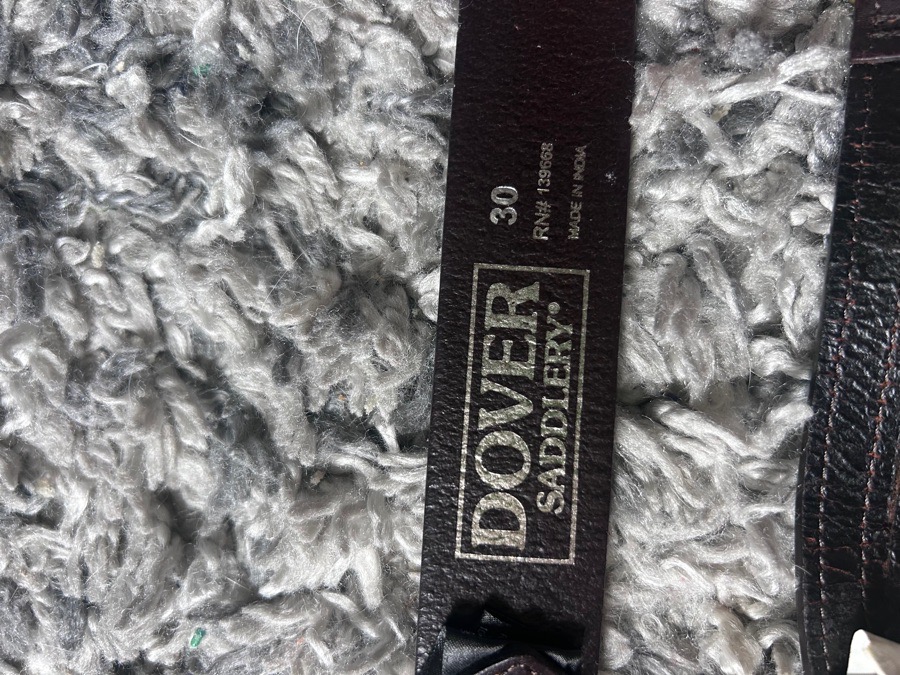 DOVER
SADDLERY®
30
RN# 139668
MADE IN INDIA